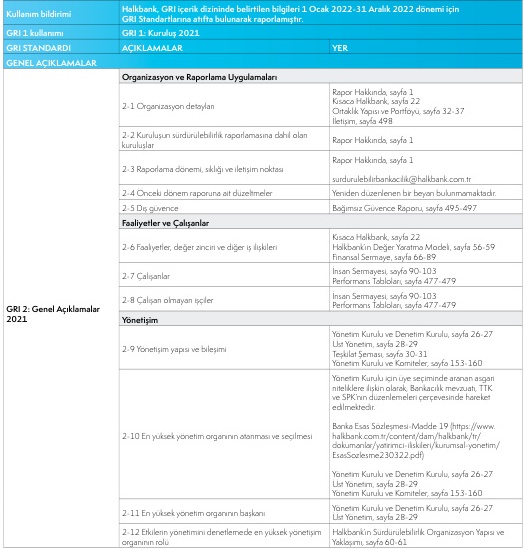 Kullanım bildirimi
Halkbank, GRI içerik dizininde belirtilen bilgileri 1 Ocak 2022-31 Aralık 2022 dönemi için
GRI Standartlarına atıfta bulunarak raporlamıştır.
GRI 1 kullanımı
GRI 1: Kuruluş 2021
GRI STANDARDI
AÇIKLAMALAR
YER
GENEL AÇIKLAMALAR
GRI 2: Genel Açıklamalar
2021
Organizasyon ve Raporlama Uygulamaları
2-1 Organizasyon detayları
Rapor Hakkında, sayfa 1
Kısaca Halkbank, sayfa 22
Ortaklık Yapısı ve Portföyü, sayfa 32-37
İletişim, sayfa 498
2-2 Kuruluşun sürdürülebilirlik raporlamasına dahil olan
kuruluşlar
Rapor Hakkında, sayfa 1
2-3 Raporlama dönemi, sıklığı ve iletişim noktası
Rapor Hakkında, sayfa 1
surdurulebilirbankacilik@halkbank.com.tr
2-4 Önceki dönem raporuna ait düzeltmeler
Yeniden düzenlenen bir beyan bulunmamaktadır.
2-5 Dış güvence
Bağımsız Güvence Raporu, sayfa 495-497
Faaliyetler ve Çalışanlar
2-6 Faaliyetler, değer zinciri ve diğer iş ilişkileri
Kısaca Halkbank, sayfa 22
Halkbank'ın Değer Yaratma Modeli, sayfa 56-59
Finansal Sermaye, sayfa 66-89
2-7 Çalışanlar
İnsan Sermayesi, sayfa 90-103
Performans Tabloları, sayfa 477-479
2-8 Çalışan olmayan işçiler
İnsan Sermayesi, sayfa 90-103
Performans Tabloları, sayfa 477-479
Yönetişim
2-9 Yönetişim yapısı ve bileşimi
Yönetim Kurulu ve Denetim Kurulu, sayfa 26-27
Üst Yönetim, sayfa 28-29
Teşkilat Şeması, sayfa 30-31
Yönetim Kurulu ve Komiteler, sayfa 153-160
2-10 En yüksek yönetim organının atanması ve seçilmesi
Yönetim Kurulu için üye seçiminde aranan asgari
niteliklere ilişkin olarak, Bankacılık mevzuatı, TTK
ve SPK'nın düzenlemeleri çerçevesinde hareket
edilmektedir.
Banka Esas Sözleşmesi-Madde 19 (https://www.
halkbank.com.tr/content/dam/halkbank/tr/
dokumanlar/yatirimci-iliskileri/kurumsal-yonetim/
EsasSozlesme230322.pdf)
Yönetim Kurulu ve Denetim Kurulu, sayfa 26-27
Üst Yönetim, sayfa 28-29
Yönetim Kurulu ve Komiteler, sayfa 153-160
2-11 En yüksek yönetim organının başkanı
Yönetim Kurulu ve Denetim Kurulu, sayfa 26-27
Üst Yönetim, sayfa 28-29
2-12 Etkilerin yönetimini denetlemede en yüksek yönetişim
organının rolü
Halkbank'ın Sürdürülebilirlik Organizasyon Yapısı ve
Yaklaşımı, sayfa 60-61